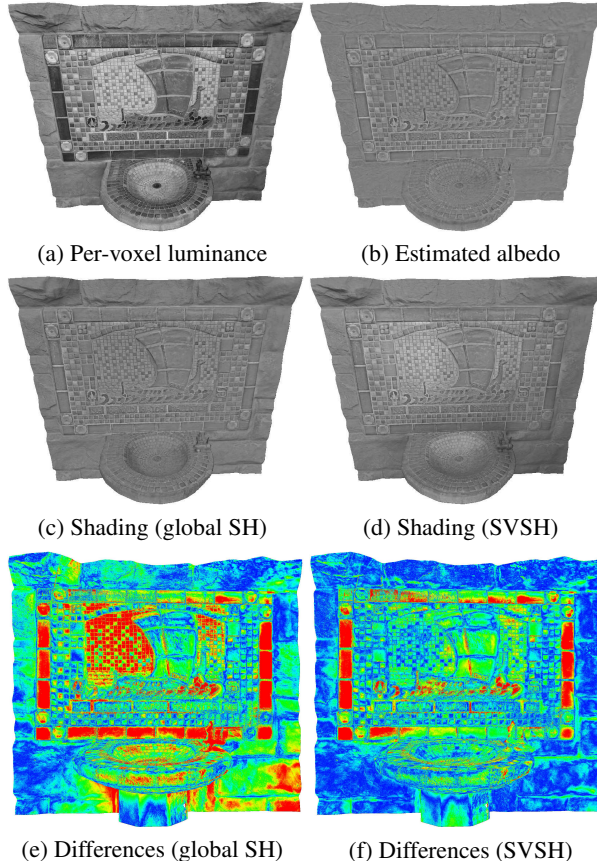 (a) Per-voxel luminance
(b) Estimated albedo
(c) Shading (global SH)
(d) Shading (SVSH)
(e) Differences (global SH)
(f) Differences (SVSH)